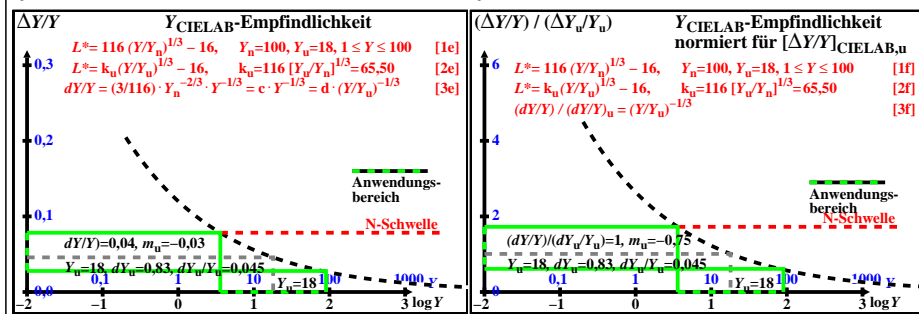 ΔY/Y
Y_CIELAB-Empfindlichkeit
L*= 116 (Y/Y_n)^1/3 − 16, Y_n=100, Y_u=18, 1 ≤ Y ≤ 100 [1e]
L*= k_u(Y/Y_u)^1/3 − 16, k_u=116 [Y_u/Y_n]^1/3=65,50 [2e]
dY/Y = (3/116)· Y_n^−2/3· Y^−1/3 = c· Y^−1/3 = d· (Y/Y_u)^−1/3 [3e]
0,3
0,1
0,0
Anwendungs-
bereich
N-Schwelle
dY/Y)=0,04, m_u=−0,03
Y_u=18, dY_u=0,83, dY_u/Y_u=0,045
Y_u=18
0,1 1 10 100 1000 Y
−2 −1 0 1 2 3 log Y
(ΔY/Y) / (ΔY_u/Y_u)
Y_CIELAB-Empfindlichkeit
normiert für [ΔY/Y]_CIELAB,u
L*= 116 (Y/Y_n)^1/3 − 16, Y_n=100, Y_u=18, 1 ≤ Y ≤ 100 [1f]
L*= k_u(Y/Y_u)^1/3 − 16, k_u=116 [Y_u/Y_n]^1/3=65,50 [2f]
(dY/Y) / (dY/Y)_u = (Y/Y_u)^−1/3 [3f]
6
4
2
0
Anwendungs-
bereich
N-Schwelle
(dY/Y)/(dY_u/Y_u)=1, m_u=−0,75
Y_u=18, dY_u=0,83, dY_u/Y_u=0,045
Y_u=18
0,1 1 10 100 1000 Y
−2 −1 0 1 2 3 log Y